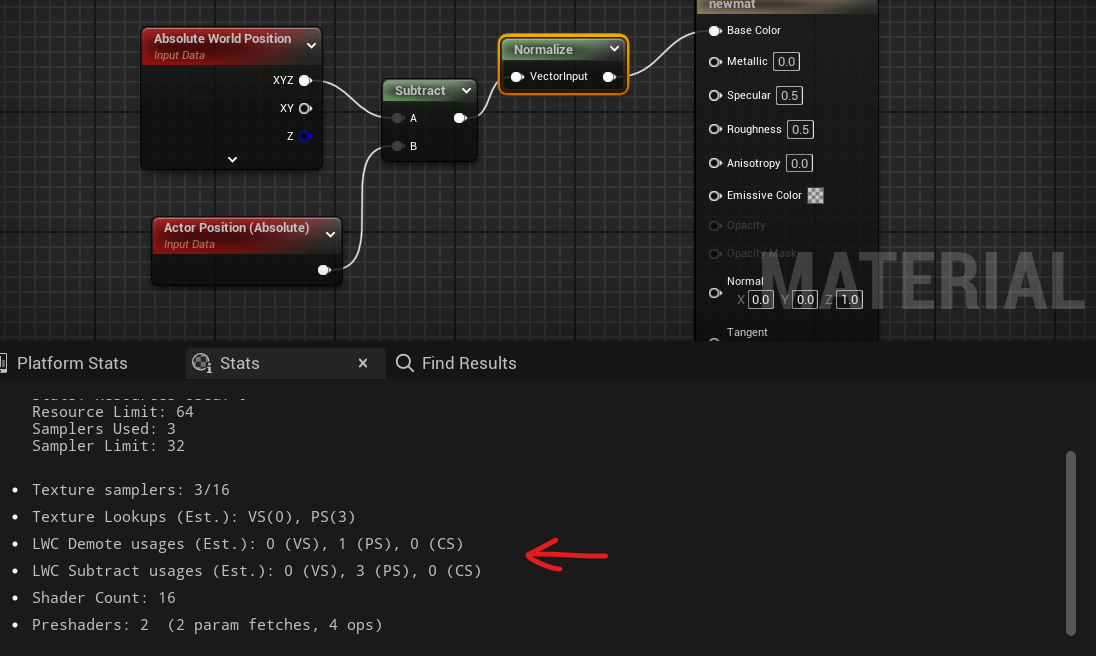 newmat
Absolute World Position
Input Data
XYZ
XY
Z
Subtract
A
B
Normalize
VectorInput
Actor Position (Absolute)
Input Data
Base Color
Metallic 0.0
Specular 0.5
Roughness 0.5
Anisotropy 0.0
Emissive Color
Opacity
Opacity Mask
Normal
X 0.0 Y 0.0 Z 1.0
Tangent
MATERIAL
Platform Stats
Stats
Find Results
Resource Limit: 64
Samplers Used: 3
Sampler Limit: 32
• Texture samplers: 3/16
• Texture Lookups (Est.): VS(0), PS(3)
• LWC Demote usages (Est.): 0 (VS), 1 (PS), 0 (CS)
• LWC Subtract usages (Est.): 0 (VS), 3 (PS), 0 (CS)
• Shader Count: 16
• Preshaders: 2 (2 param fetches, 4 ops)